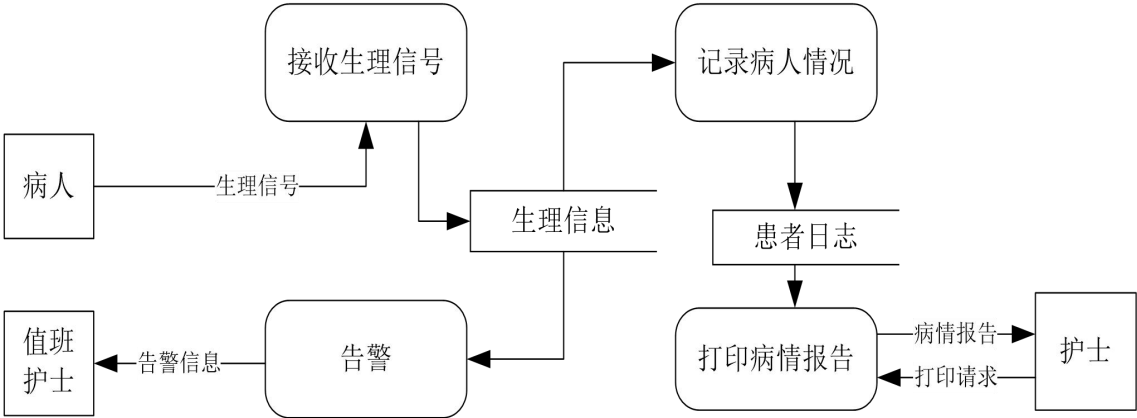 接收生理信号
记录病人情况
病人
生理信号
生理信息
患者日志
值班
护士
告警信息
告警
打印病情报告
病情报告
打印请求
护士